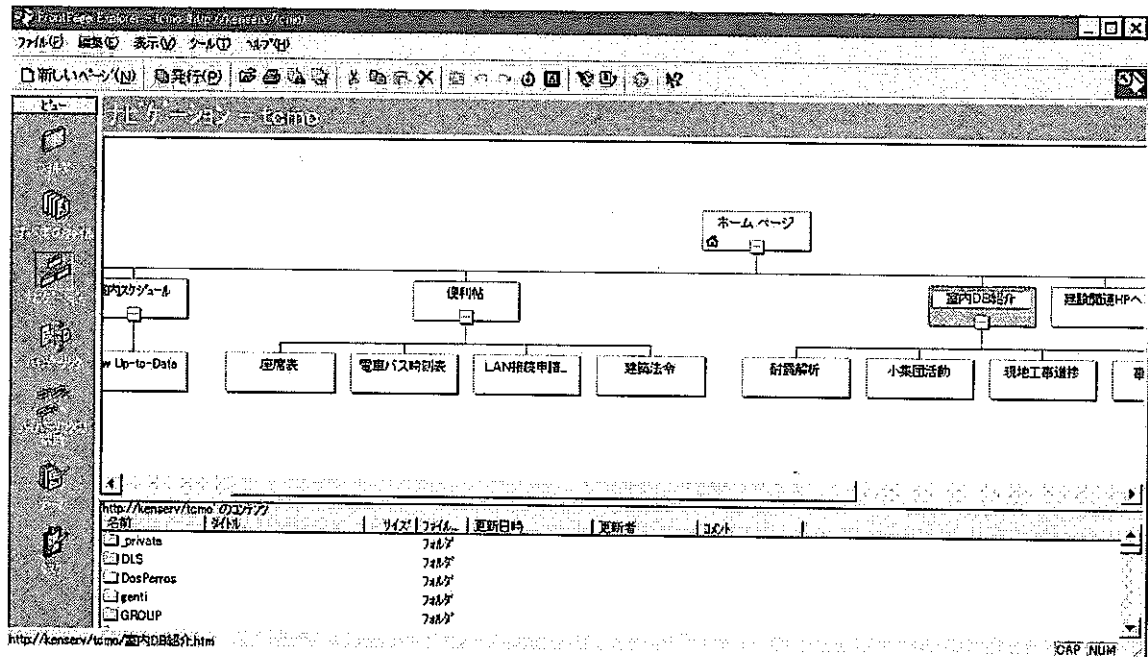 FrontPage Explorer - tcmo (http://kenserv/tcmo)
ファイル(F) 編集(E) 表示(V) ツール(T) ヘルプ(H)
新しいページ(N) 発行(P)
ビュー
ナビゲーション - tcmo
ホーム ページ
室内スケジュール
便利帖
室内DB紹介
建設関連HPへ
w Up-to-Date
座席表
電車バス時刻表
LAN接続申請_
建築法令
耐震解析
小集団活動
現地工事進捗
'http://kenserv/tcmo' のコンテンツ
名前 タイトル サイズ ファイル_ 更新日時 更新者 コメント
_private フォルダ
DLS フォルダ
DosPerros フォルダ
genti フォルダ
GROUP フォルダ
http://kenserv/tcmo/室内DB紹介.htm
CAP NUM